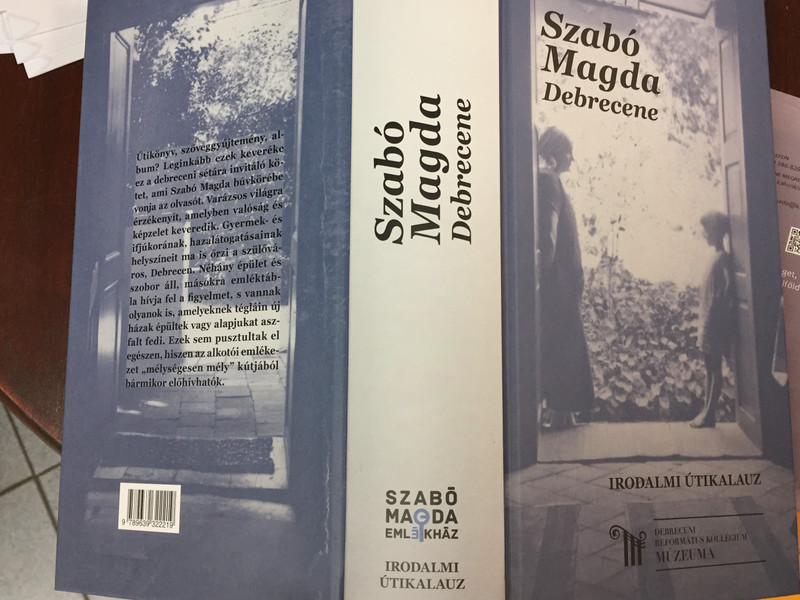 Útikönyv, szöveggyűjtemény, al-
bum? Leginkább ezek keveréke
ez a debreceni sétára invitáló kö-
tet, ami Szabó Magda bűvkörébe
vonja az olvasót. Varázsos világra
érzékenyít, amelyben valóság és
képzelet keveredik. Gyermek- és
ifjúkorának, hazalátogatásainak
helyszíneit ma is őrzi a szülővá-
ros, Debrecen. Néhány épület és
szobor áll, másokra emléktáb-
la hívja fel a figyelmet, s vannak
olyanok is, amelyeknek tégláin új
házak épültek vagy alapjukat asz-
falt fedi. Ezek sem pusztultak el
egészen, hiszen az alkotói emléke-
zet „mélységesen mély” kútjából
bármikor előhívhatók.
9 789639 322219
Szabó
Magda
Debrecene
SZABÓ
MAGDA
EMLÉKHÁZ
IRODALMI
ÚTIKALAUZ
Szabó
Magda
Debrecene
IRODALMI ÚTIKALAUZ
DEBRECENI
REFORMÁTUS KOLLÉGIUM
MÚZEUMA